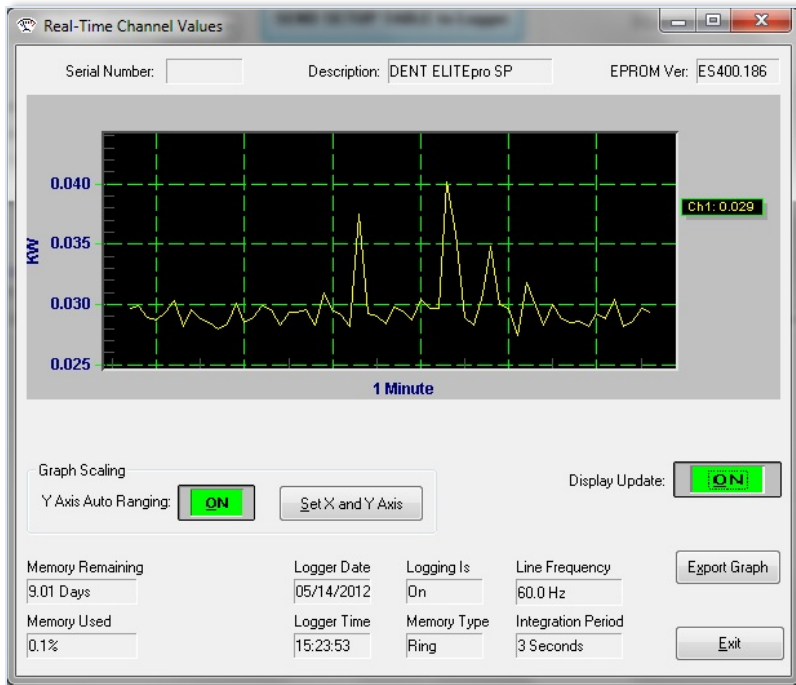 Real-Time Channel Values
Serial Number:
Description: DENT ELITEpro SP
EPROM Ver: ES400.186
0.040
0.035
0.030
0.025
KW
Ch1: 0.029
1 Minute
Graph Scaling
Y Axis Auto Ranging: ON
Set X and Y Axis
Display Update: ON
Memory Remaining
9.01 Days
Logger Date
05/14/2012
Logging Is
On
Line Frequency
60.0 Hz
Export Graph
Memory Used
0.1%
Logger Time
15:23:53
Memory Type
Ring
Integration Period
3 Seconds
Exit